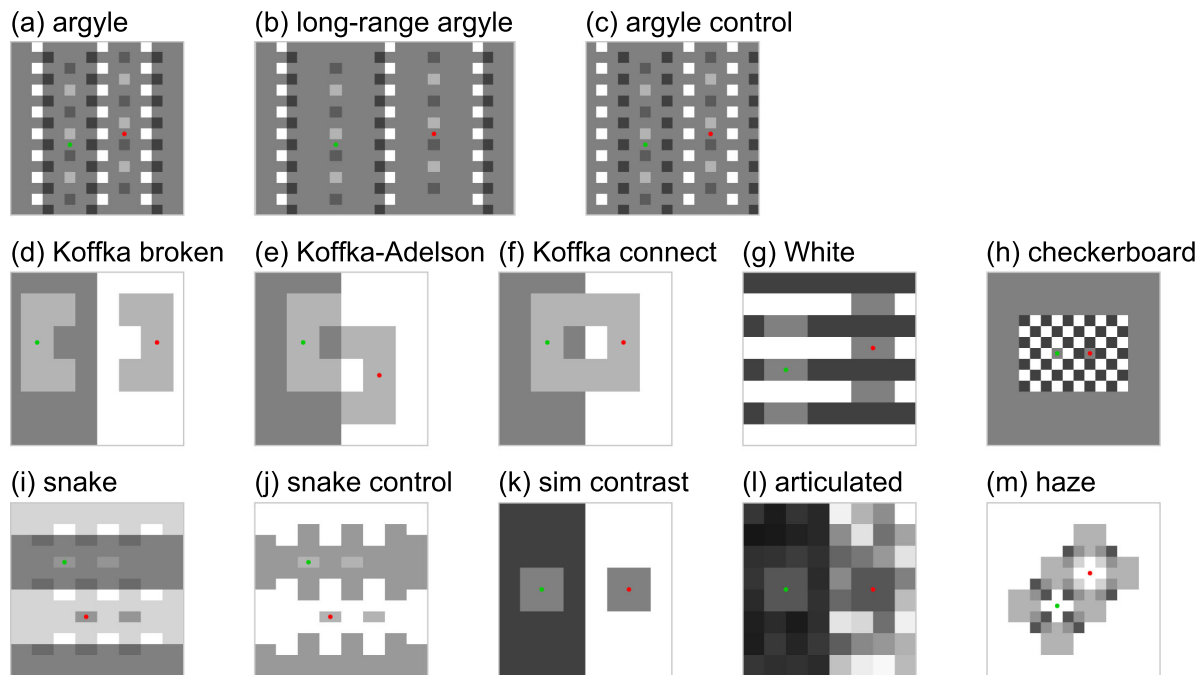 (a) argyle
(b) long-range argyle
(c) argyle control
(d) Koffka broken
(e) Koffka-Adelson
(f) Koffka connect
(g) White
(h) checkerboard
(i) snake
(j) snake control
(k) sim contrast
(l) articulated
(m) haze